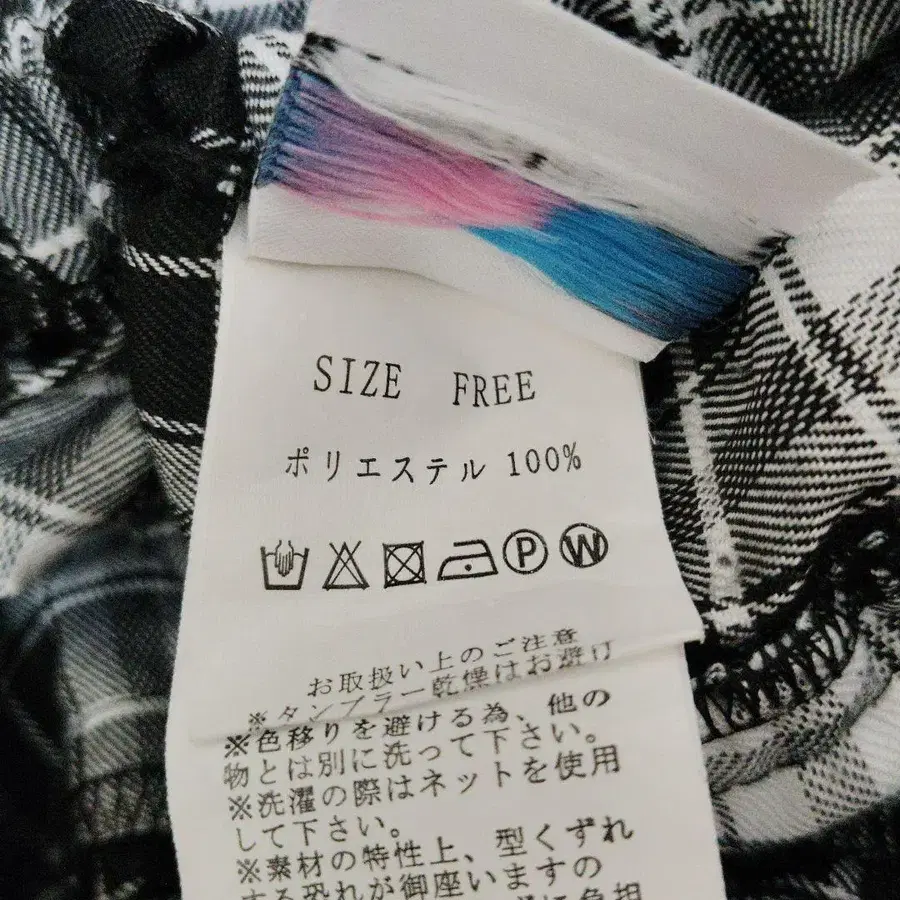 SIZE FREE
ポリエステル 100%
P W
お取扱い上のご注意
※タンブラー乾燥はお避け
※色移りを避ける為、他の
物とは別に洗って下さい。
※洗濯の際はネットを使用
して下さい。
※素材の特性上、型くずれ
する恐れが御座いますの
に負担